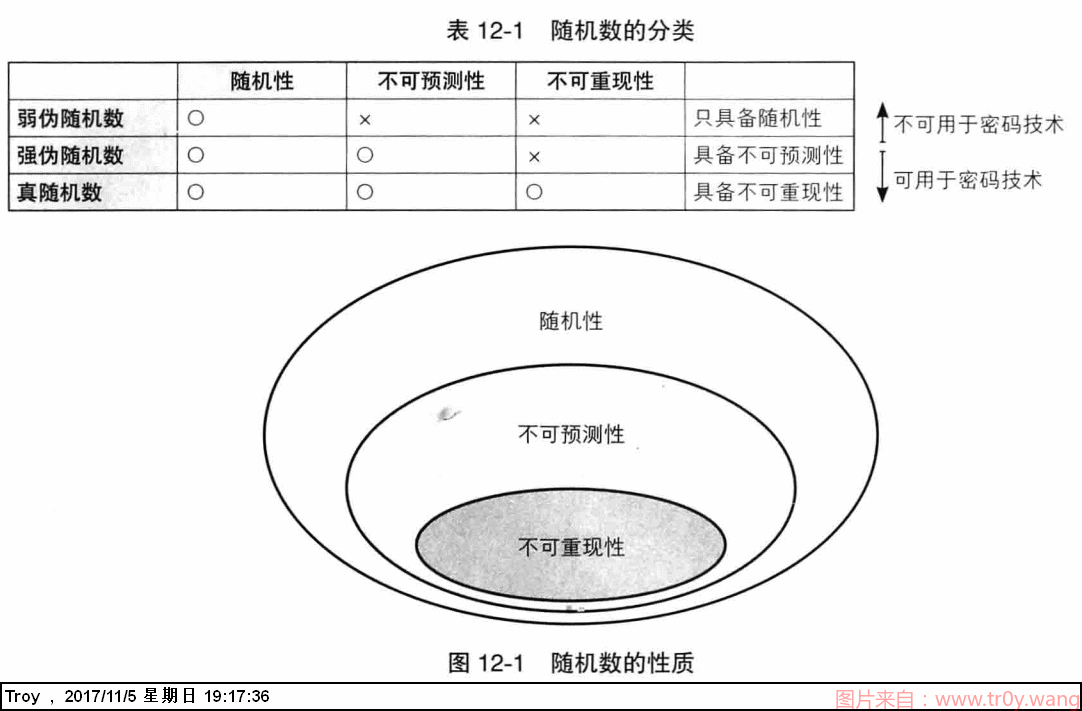 表 12-1 随机数的分类
随机性 不可预测性 不可重现性
弱伪随机数 ○ × × 只具备随机性
强伪随机数 ○ ○ × 具备不可预测性
真随机数 ○ ○ ○ 具备不可重现性
不可用于密码技术
可用于密码技术
随机性
不可预测性
不可重现性
图 12-1 随机数的性质
Troy , 2017/11/5 星期日 19:17:36
图片来自：www.tr0y.wang